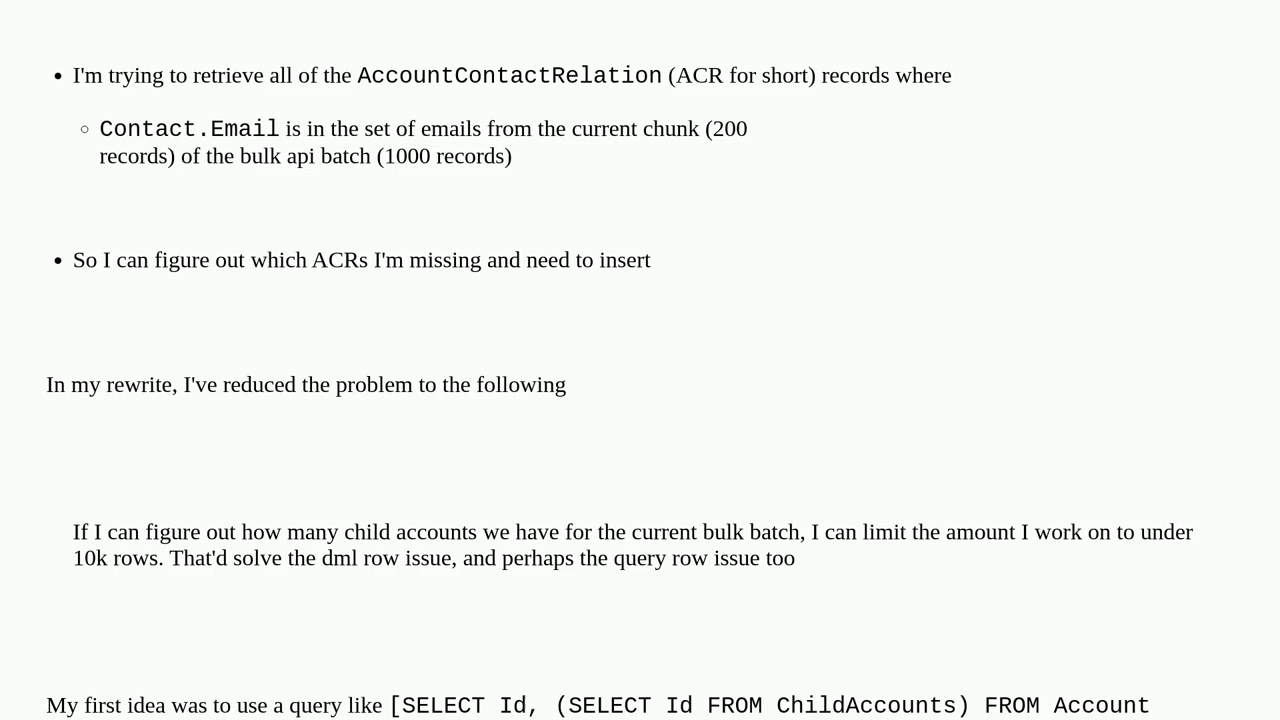 I'm trying to retrieve all of the AccountContactRelation (ACR for short) records where
Contact.Email is in the set of emails from the current chunk (200
records) of the bulk api batch (1000 records)
So I can figure out which ACRs I'm missing and need to insert
In my rewrite, I've reduced the problem to the following
If I can figure out how many child accounts we have for the current bulk batch, I can limit the amount I work on to under
10k rows. That'd solve the dml row issue, and perhaps the query row issue too
My first idea was to use a query like [SELECT Id, (SELECT Id FROM ChildAccounts) FROM Account